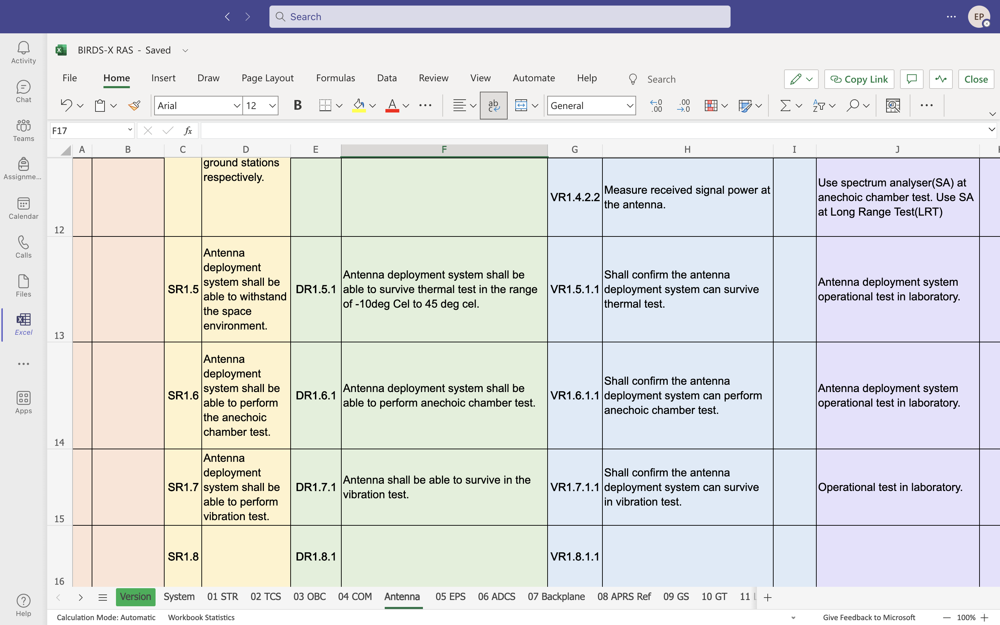 Search
EP
Activity
Chat
Teams
Assignme...
Calendar
Calls
Files
Excel
Apps
Help
BIRDS-X RAS - Saved
File Home Insert Draw Page Layout Formulas Data Review View Automate Help Search
Copy Link
Close
Arial 12 B A ab c General
F17 fx
A B C D E F G H I J
12
ground stations
respectively.
VR1.4.2.2
Measure received signal power at
the antenna.
Use spectrum analyser(SA) at
anechoic chamber test. Use SA
at Long Range Test(LRT)
13
SR1.5
Antenna
deployment
system shall be
able to withstand
the space
environment.
DR1.5.1
Antenna deployment system shall be
able to survive thermal test in the range
of -10deg Cel to 45 deg cel.
VR1.5.1.1
Shall confirm the antenna
deployment system can survive
thermal test.
Antenna deployment system
operational test in laboratory.
14
SR1.6
Antenna
deployment
system shall be
able to perform
the anechoic
chamber test.
DR1.6.1
Antenna deployment system shall be
able to perform anechoic chamber test.
VR1.6.1.1
Shall confirm the antenna
deployment system can perform
anechoic chamber test.
Antenna deployment system
operational test in laboratory.
15
SR1.7
Antenna
deployment
system shall be
able to perform
vibration test.
DR1.7.1
Antenna shall be able to survive in the
vibration test.
VR1.7.1.1
Shall confirm the antenna
deployment system can survive
in vibration test.
Operational test in laboratory.
16
SR1.8
DR1.8.1
VR1.8.1.1
Version System 01 STR 02 TCS 03 OBC 04 COM Antenna 05 EPS 06 ADCS 07 Backplane 08 APRS Ref 09 GS 10 GT 11
Calculation Mode: Automatic Workbook Statistics Give Feedback to Microsoft 100%